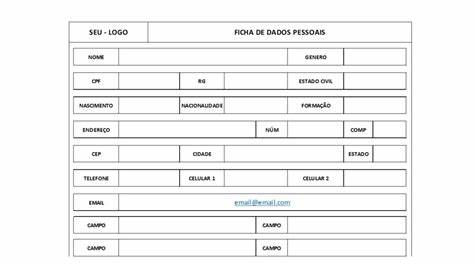 SEU - LOGO FICHA DE DADOS PESSOAIS
NOME GENERO
CPF RG ESTADO CIVIL
NASCIMENTO NACIONALIDADE FORMAÇÃO
ENDEREÇO NÚM COMP
CEP CIDADE ESTADO
TELEFONE CELULAR 1 CELULAR 2
EMAIL email@email.com
CAMPO CAMPO
CAMPO CAMPO